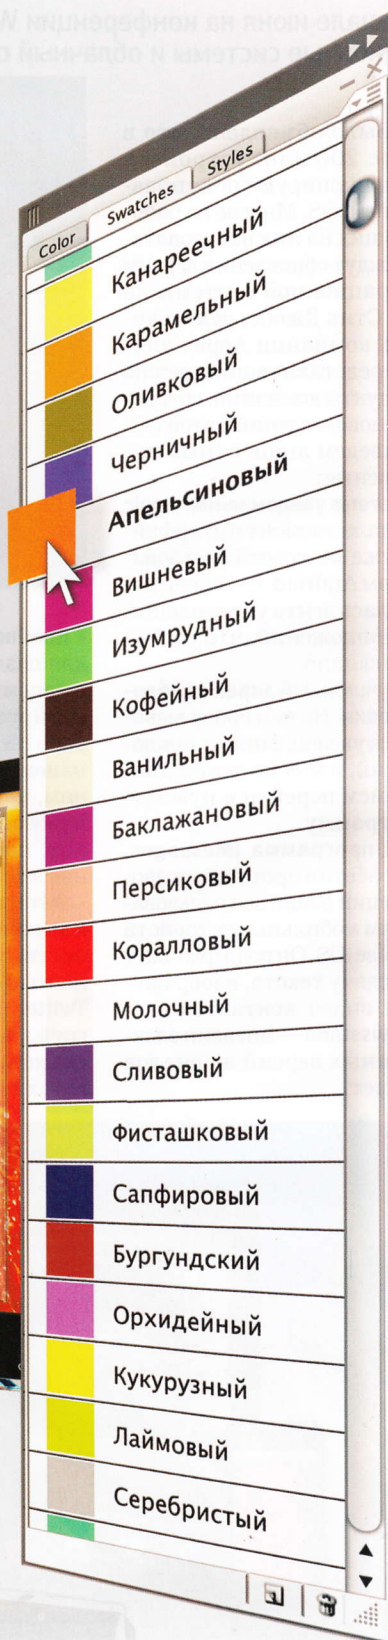 Color Swatches Styles
Канареечный
Карамельный
Оливковый
Черничный
Апельсиновый
Вишневый
Изумрудный
Кофейный
Ванильный
Баклажановый
Персиковый
Коралловый
Молочный
Сливовый
Фисташковый
Сапфировый
Бургундский
Орхидейный
Кукурузный
Лаймовый
Серебристый